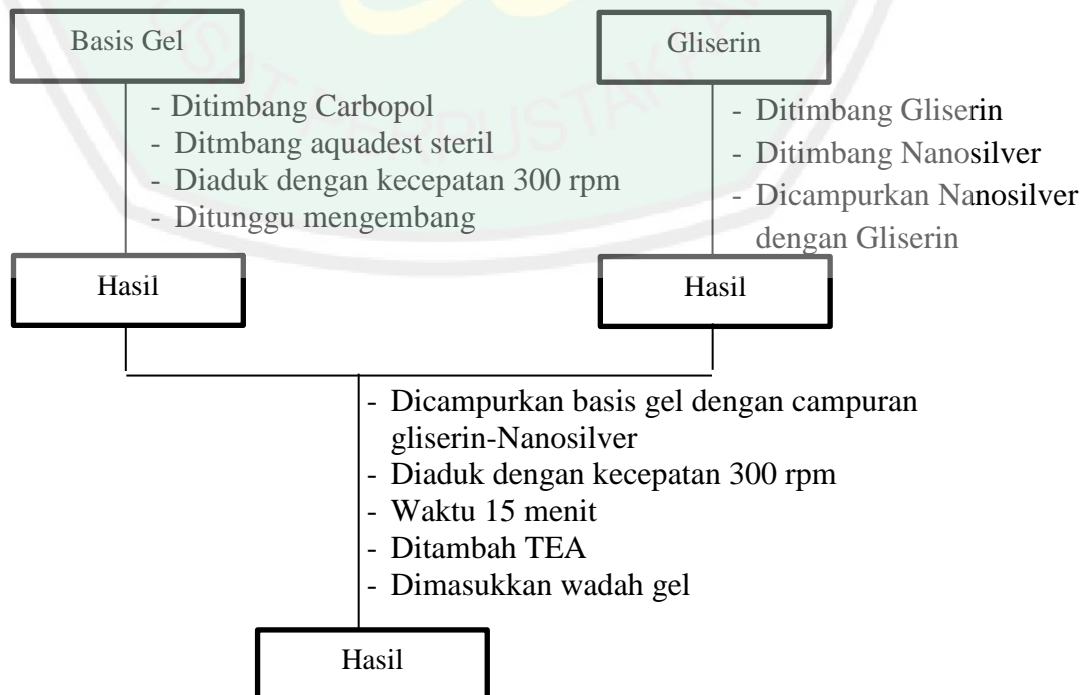 Basis Gel
- Ditimbang Carbopol
- Ditmbang aquadest steril
- Diaduk dengan kecepatan 300 rpm
- Ditunggu mengembang
Hasil
Gliserin
- Ditimbang Gliserin
- Ditimbang Nanosilver
- Dicampurkan Nanosilver
dengan Gliserin
Hasil
- Dicampurkan basis gel dengan campuran
gliserin-Nanosilver
- Diaduk dengan kecepatan 300 rpm
- Waktu 15 menit
- Ditambah TEA
- Dimasukkan wadah gel
Hasil